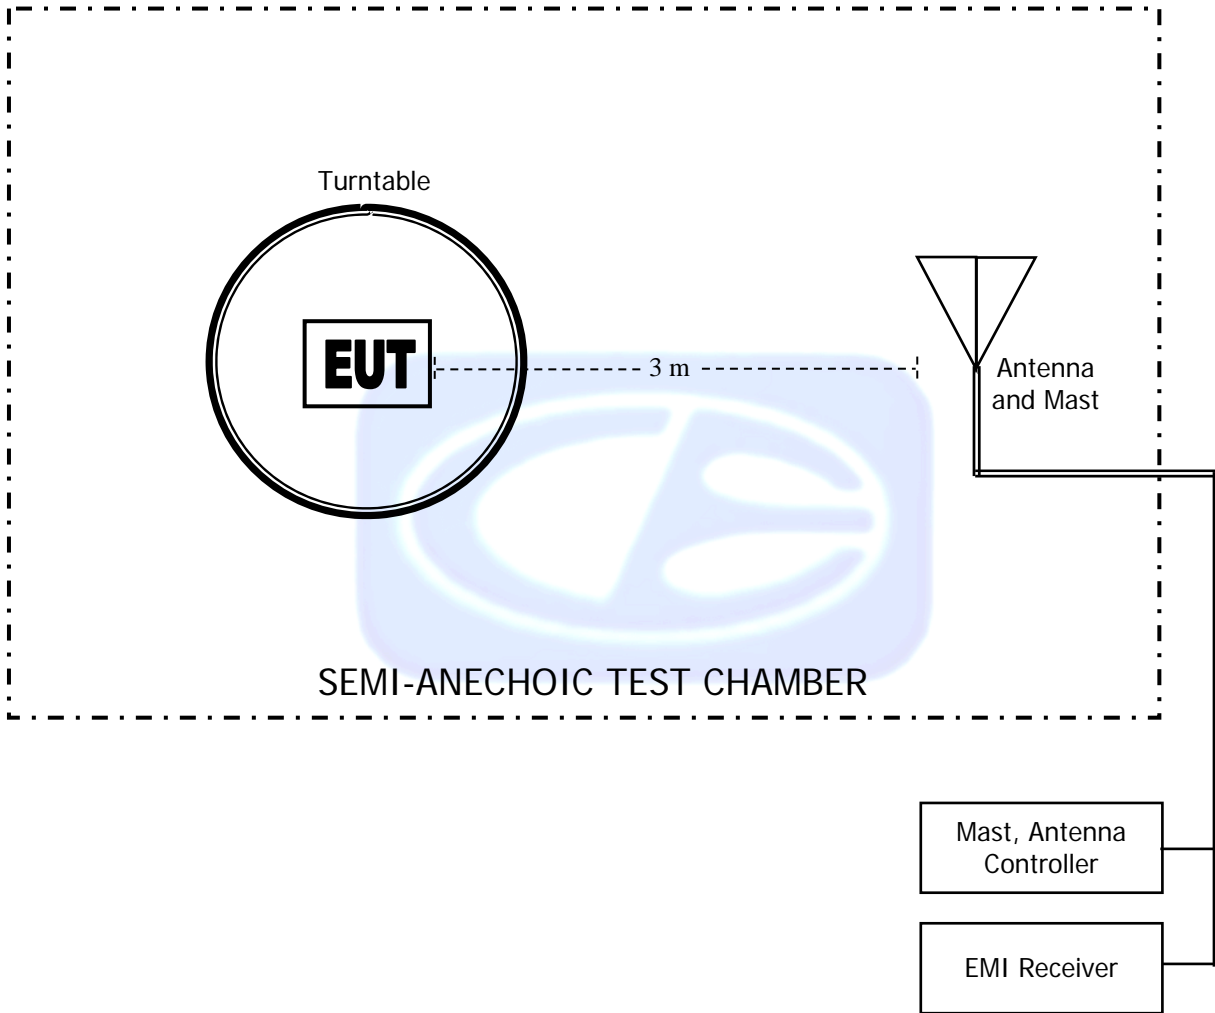 Turntable
EUT
3 m
Antenna
and Mast
SEMI-ANECHOIC TEST CHAMBER
Mast, Antenna
Controller
EMI Receiver